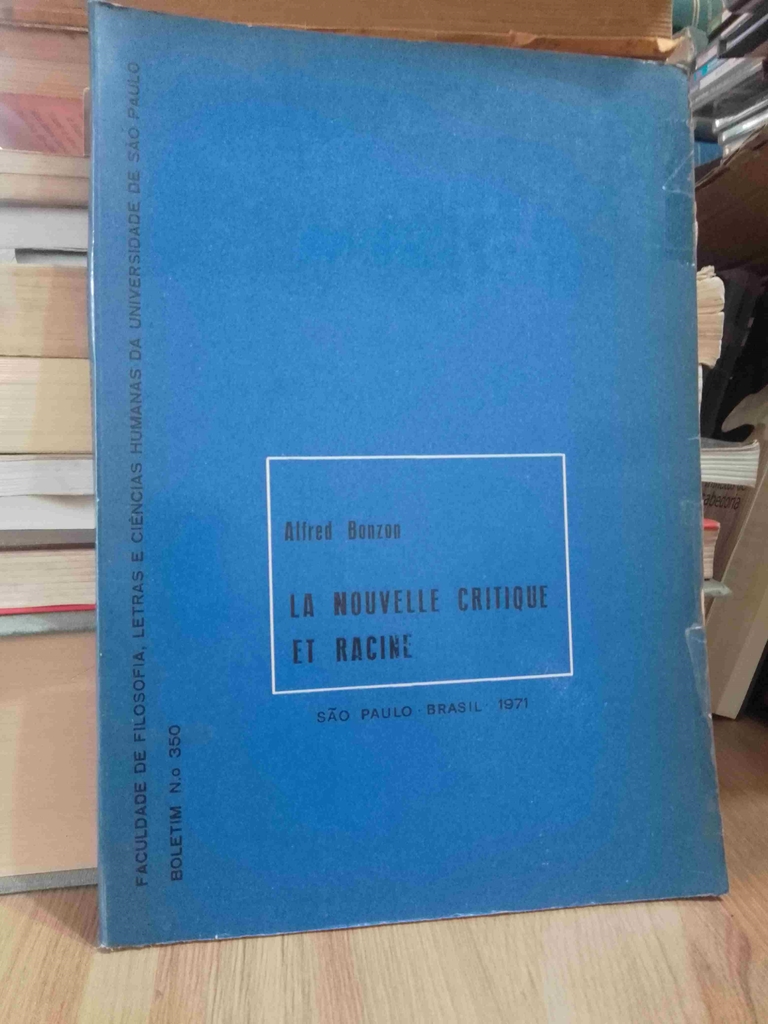 FACULDADE DE FILOSOFIA, LETRAS E CIÊNCIAS HUMANAS DA UNIVERSIDADE DE SÃO PAULO
BOLETIM N.o 350
Alfred Bonzon
LA NOUVELLE CRITIQUE
ET RACINE
SÃO PAULO - BRASIL - 1971